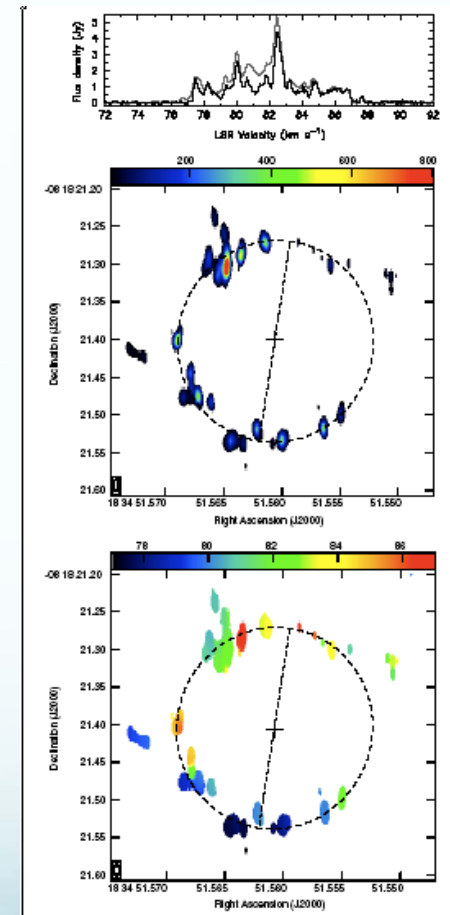 Flux density (Jy)
5
4
3
2
1
0
72 74 76 78 80 82 84 86 88 90 92
LSR Velocity (km s⁻¹)
200 400 600 800
-08 18 21.20
21.25
21.30
21.35
21.40
21.45
21.50
21.55
21.60
Declination (J2000)
18 34 51.570 51.565 51.560 51.555 51.550
Right Ascension (J2000)
78 80 82 84 86
-08 18 21.20
21.25
21.30
21.35
21.40
21.45
21.50
21.55
21.60
Declination (J2000)
18 34 51.570 51.565 51.560 51.555 51.550
Right Ascension (J2000)